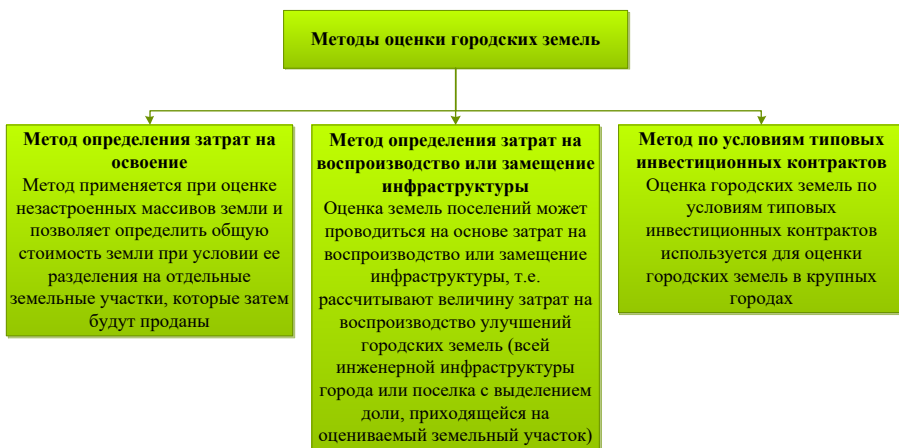 Методы оценки городских земель
Метод определения затрат на
освоение
Метод применяется при оценке
незастроенных массивов земли и
позволяет определить общую
стоимость земли при условии ее
разделения на отдельные
земельные участки, которые затем
будут проданы
Метод определения затрат на
воспроизводство или замещение
инфраструктуры
Оценка земель поселений может
проводиться на основе затрат на
воспроизводство или замещение
инфраструктуры, т.е.
рассчитывают величину затрат на
воспроизводство улучшений
городских земель (всей
инженерной инфраструктуры
города или поселка с выделением
доли, приходящейся на
оцениваемый земельный участок)
Метод по условиям типовых
инвестиционных контрактов
Оценка городских земель по
условиям типовых
инвестиционных контрактов
используется для оценки
городских земель в крупных
городах